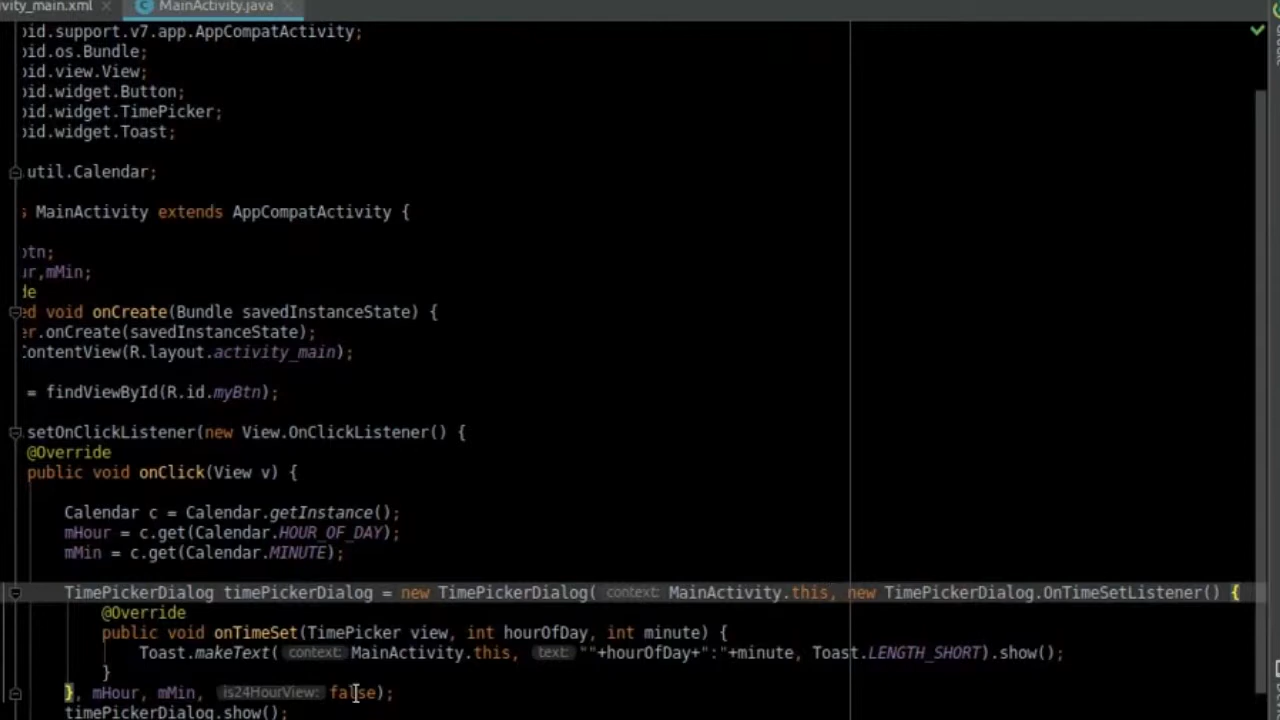 vity_main.xml MainActivity.java
oid.support.v7.app.AppCompatActivity;
oid.os.Bundle;
oid.view.View;
oid.widget.Button;
oid.widget.TimePicker;
oid.widget.Toast;
util.Calendar;
s MainActivity extends AppCompatActivity {
otn;
ur,mMin;
de
ed void onCreate(Bundle savedInstanceState) {
er.onCreate(savedInstanceState);
ContentView(R.layout.activity_main);
= findViewById(R.id.myBtn);
setOnClickListener(new View.OnClickListener() {
@Override
public void onClick(View v) {
Calendar c = Calendar.getInstance();
mHour = c.get(Calendar.HOUR_OF_DAY);
mMin = c.get(Calendar.MINUTE);
TimePickerDialog timePickerDialog = new TimePickerDialog( context: MainActivity.this, new TimePickerDialog.OnTimeSetListener() {
@Override
public void onTimeSet(TimePicker view, int hourOfDay, int minute) {
Toast.makeText( context: MainActivity.this, text: ""+hourOfDay+":"+minute, Toast.LENGTH_SHORT).show();
}
}, mHour, mMin, is24HourView: false);
timePickerDialog.show();